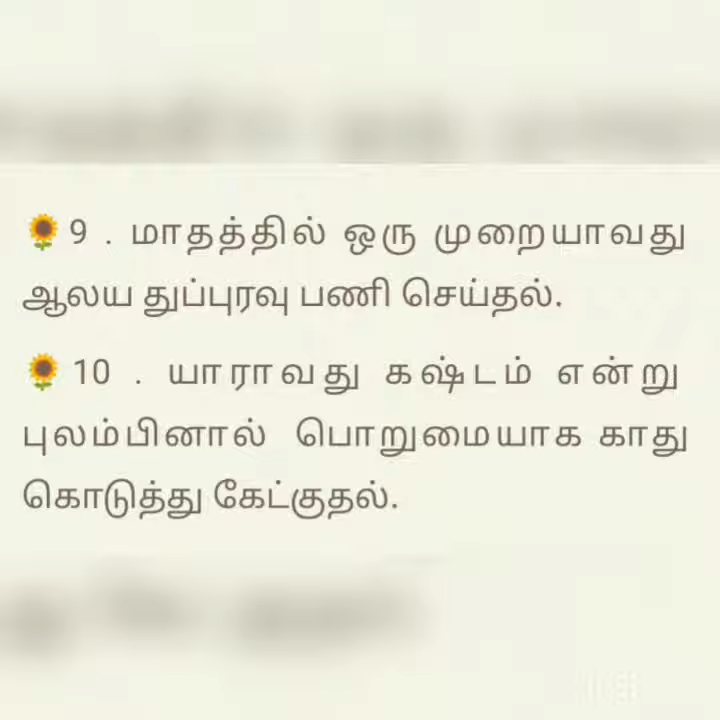 🌻9 . மாதத்தில் ஒரு முறையாவது
ஆலய துப்புரவு பணி செய்தல்.
🌻 10 . யாராவது கஷ்டம் என்று
புலம்பினால் பொறுமையாக காது
கொடுத்து கேட்குதல்.